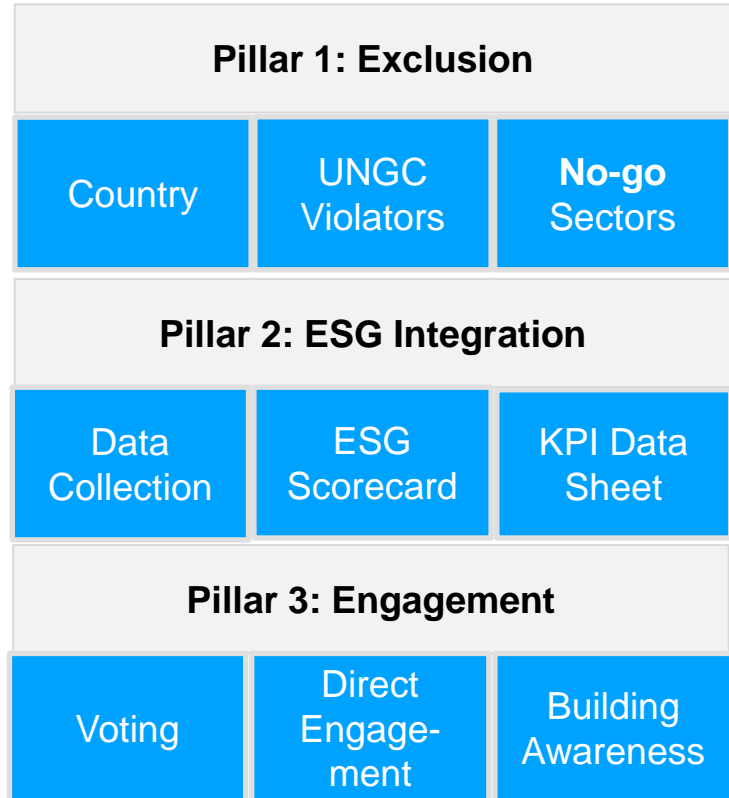 Pillar 1: Exclusion
Country
UNGC
Violators
No-go
Sectors
Pillar 2: ESG Integration
Data
Collection
ESG
Scorecard
KPI Data
Sheet
Pillar 3: Engagement
Voting
Direct
Engage-
ment
Building
Awareness